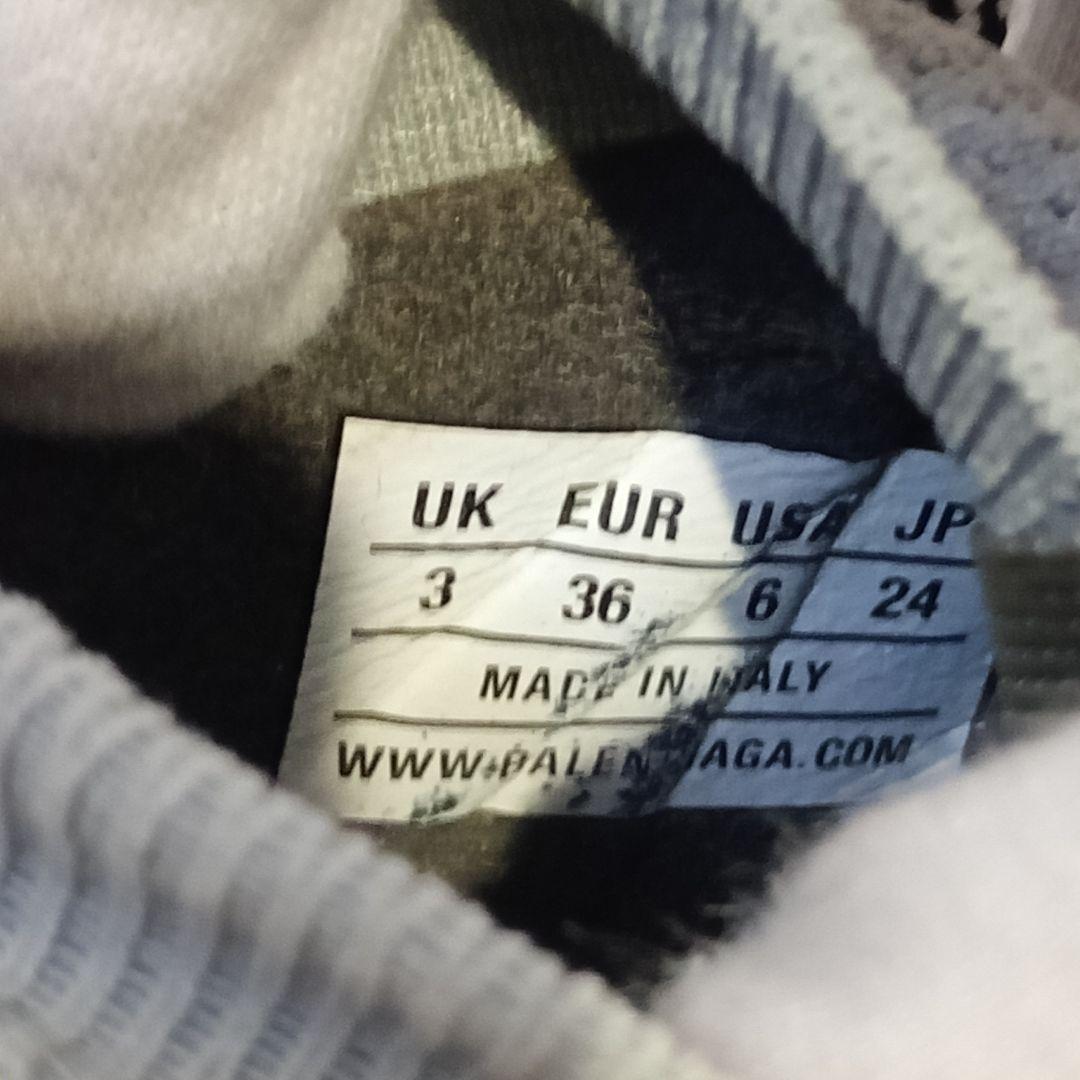 UK EUR USA JP
3 36 6 24
MADE IN ITALY
WWW.BALENCIAGA.COM